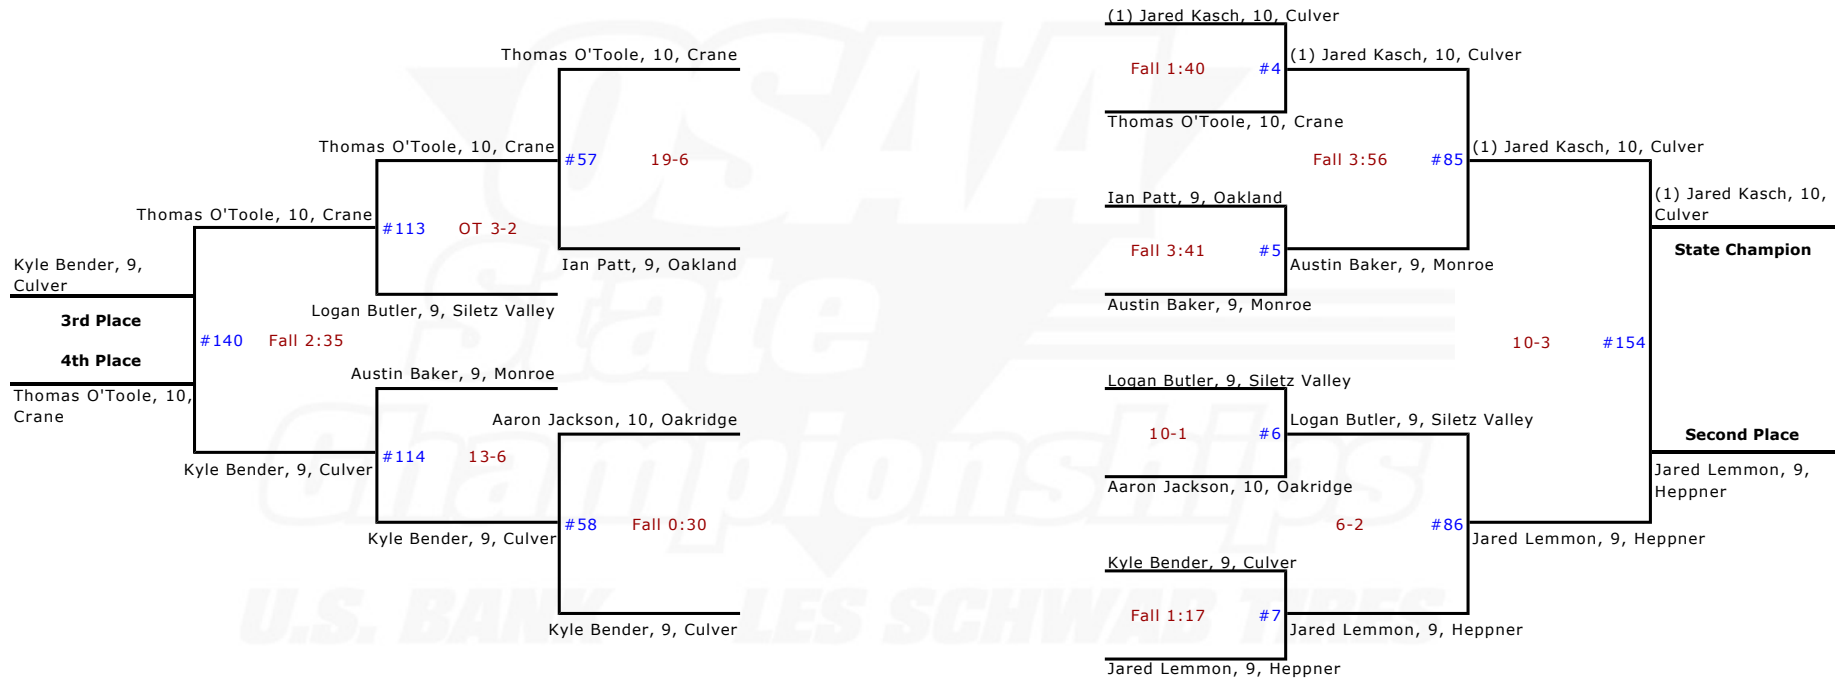 (1) Jared Kasch, 10, Culver
Thomas O'Toole, 10, Crane
(1) Jared Kasch, 10, Culver
Fall 1:40
#4
Thomas O'Toole, 10, Crane
Thomas O'Toole, 10, Crane
(1) Jared Kasch, 10, Culver
#57
19-6
Fall 3:56
#85
(1) Jared Kasch, 10,
Culver
Ian Patt, 9, Oakland
Thomas O'Toole, 10, Crane
#113
OT 3-2
Fall 3:41
#5
State Champion
Kyle Bender, 9,
Culver
Ian Patt, 9, Oakland
Austin Baker, 9, Monroe
Logan Butler, 9, Siletz Valley
Austin Baker, 9, Monroe
3rd Place
#140
Fall 2:35
10-3
#154
4th Place
Austin Baker, 9, Monroe
Logan Butler, 9, Siletz Valley
Thomas O'Toole, 10,
Crane
Aaron Jackson, 10, Oakridge
Logan Butler, 9, Siletz Valley
10-1
#6
Second Place
Kyle Bender, 9, Culver
#114
13-6
Jared Lemmon, 9,
Heppner
Aaron Jackson, 10, Oakridge
#58
Fall 0:30
6-2
#86
Kyle Bender, 9, Culver
Jared Lemmon, 9, Heppner
Kyle Bender, 9, Culver
Fall 1:17
#7
Kyle Bender, 9, Culver
Jared Lemmon, 9, Heppner
Jared Lemmon, 9, Heppner
OSAA
State
Championships
U.S. BANK
LES SCHWAB TIRES